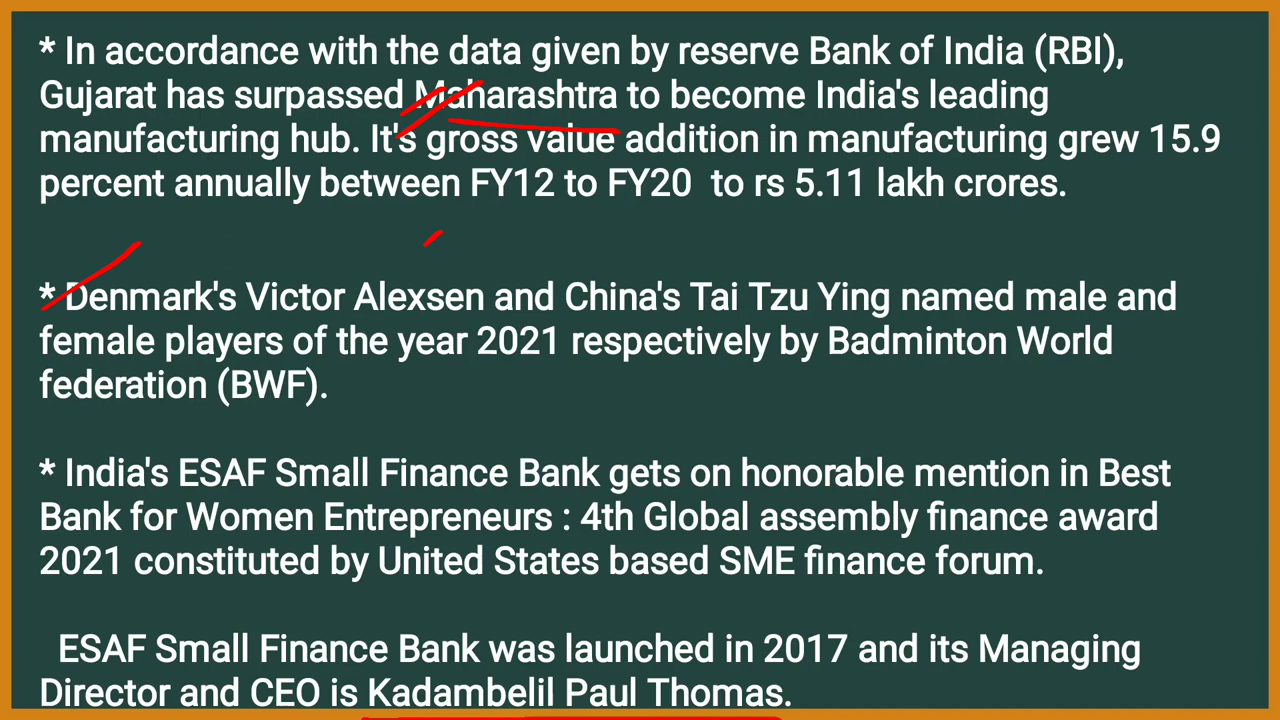 * In accordance with the data given by reserve Bank of India (RBI),
Gujarat has surpassed Maharashtra to become India's leading
manufacturing hub. It's gross value addition in manufacturing grew 15.9
percent annually between FY12 to FY20 to rs 5.11 lakh crores.
* Denmark's Victor Alexsen and China's Tai Tzu Ying named male and
female players of the year 2021 respectively by Badminton World
federation (BWF).
* India's ESAF Small Finance Bank gets on honorable mention in Best
Bank for Women Entrepreneurs : 4th Global assembly finance award
2021 constituted by United States based SME finance forum.
ESAF Small Finance Bank was launched in 2017 and its Managing
Director and CEO is Kadambelil Paul Thomas.